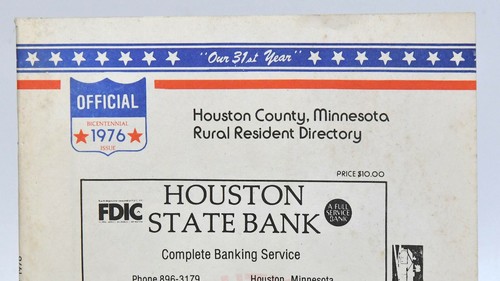 "Our 31st Year"
OFFICIAL
BICENTENNIAL
1976
ISSUE
Houston County, Minnesota
Rural Resident Directory
PRICE $10.00
HOUSTON
STATE BANK
FDIC
A FULL
SERVICE
BANK
Complete Banking Service
Phone 896-3179 Houston, Minnesota
1976